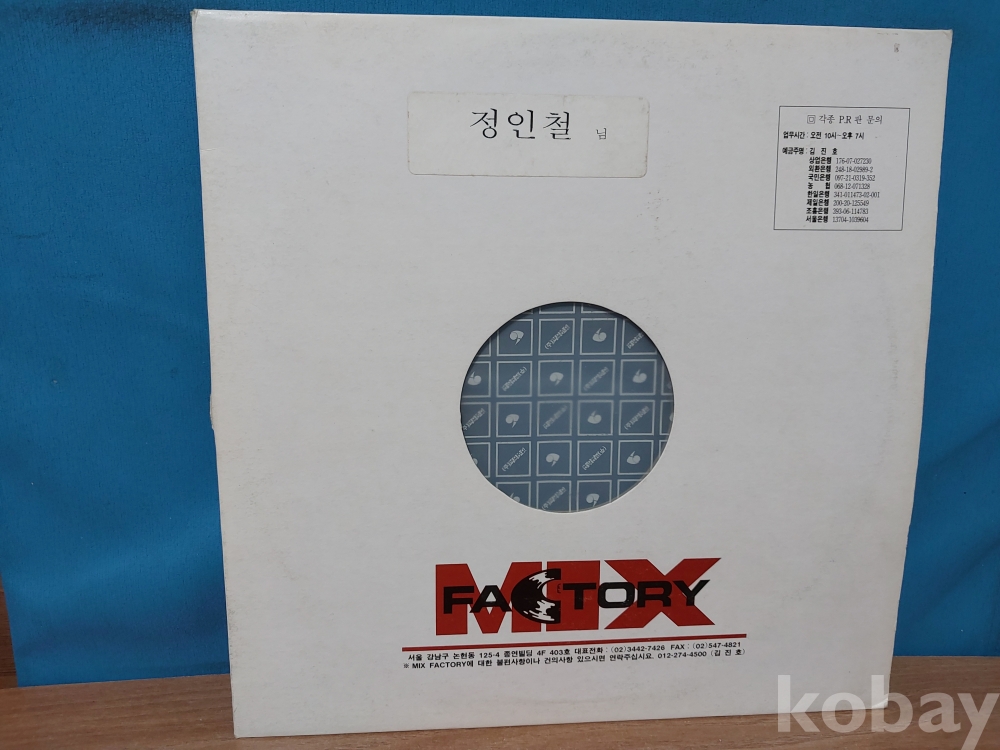 정인철 님
각종 P.R 판 문의
업무시간 : 오전 10시-오후 7시
예금주명 : 김 진 호
상업은행 176-07-027230
외환은행 248-18-02989-2
국민은행 097-21-0319-352
농 협 068-12-071328
한일은행 341-011473-02-001
제일은행 200-20-125549
조흥은행 393-06-114783
서울은행 13704-1039604
MIX
FACTORY
서울 강남구 논현동 125-4 종연빌딩 4F 403호 대표전화 : (02)3442-7426 FAX : (02)547-4821
※ MIX FACTORY에 대한 불편사항이나 건의사항 있으시면 연락주십시요. 012-274-4500 (김 진 호)
kobay